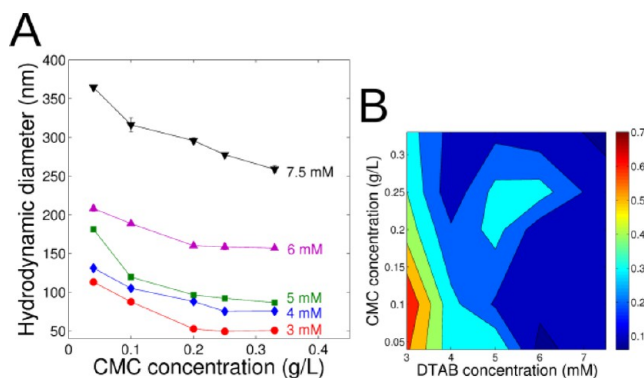 A
Hydrodynamic diameter (nm)
400
350
300
250
200
150
100
50
0
0.1
0.2
0.3
0.4
CMC concentration (g/L)
7.5 mM
6 mM
5 mM
4 mM
3 mM
B
CMC concentration (g/L)
0.3
0.25
0.2
0.15
0.1
0.05
3
4
5
6
7
DTAB concentration (mM)
0.7
0.6
0.5
0.4
0.3
0.2
0.1